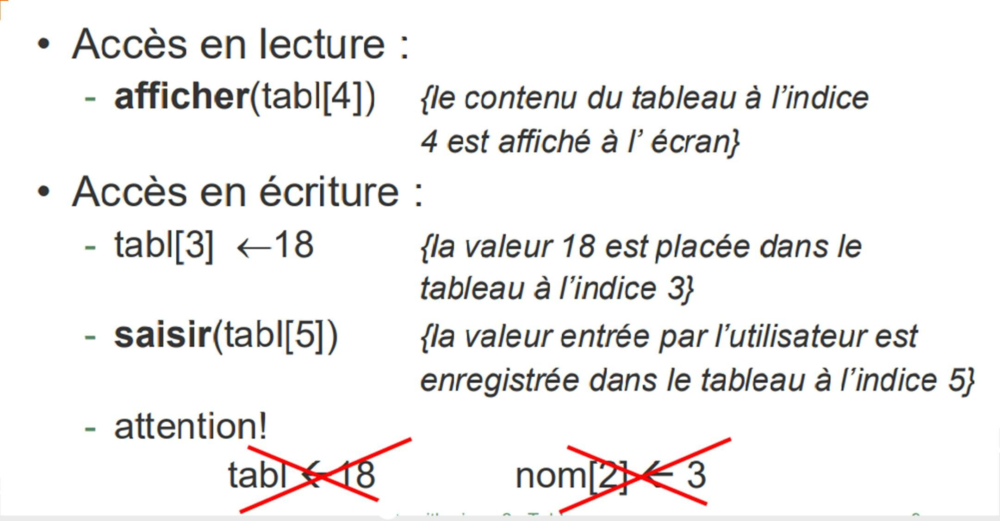 • Accès en lecture :
- afficher(tabl[4]) {le contenu du tableau à l’indice
4 est affiché à l’ écran}
• Accès en écriture :
- tabl[3] ←18 {la valeur 18 est placée dans le
tableau à l’indice 3}
- saisir(tabl[5]) {la valeur entrée par l’utilisateur est
enregistrée dans le tableau à l’indice 5}
- attention!
tabl ← 18 nom[2] ← 3